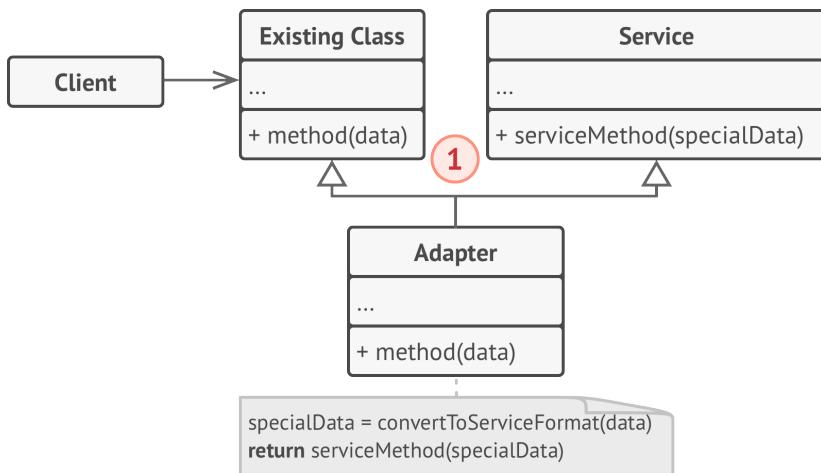 Client
Existing Class
...
+ method(data)
Service
...
+ serviceMethod(specialData)
1
Adapter
...
+ method(data)
specialData = convertToServiceFormat(data)
return serviceMethod(specialData)